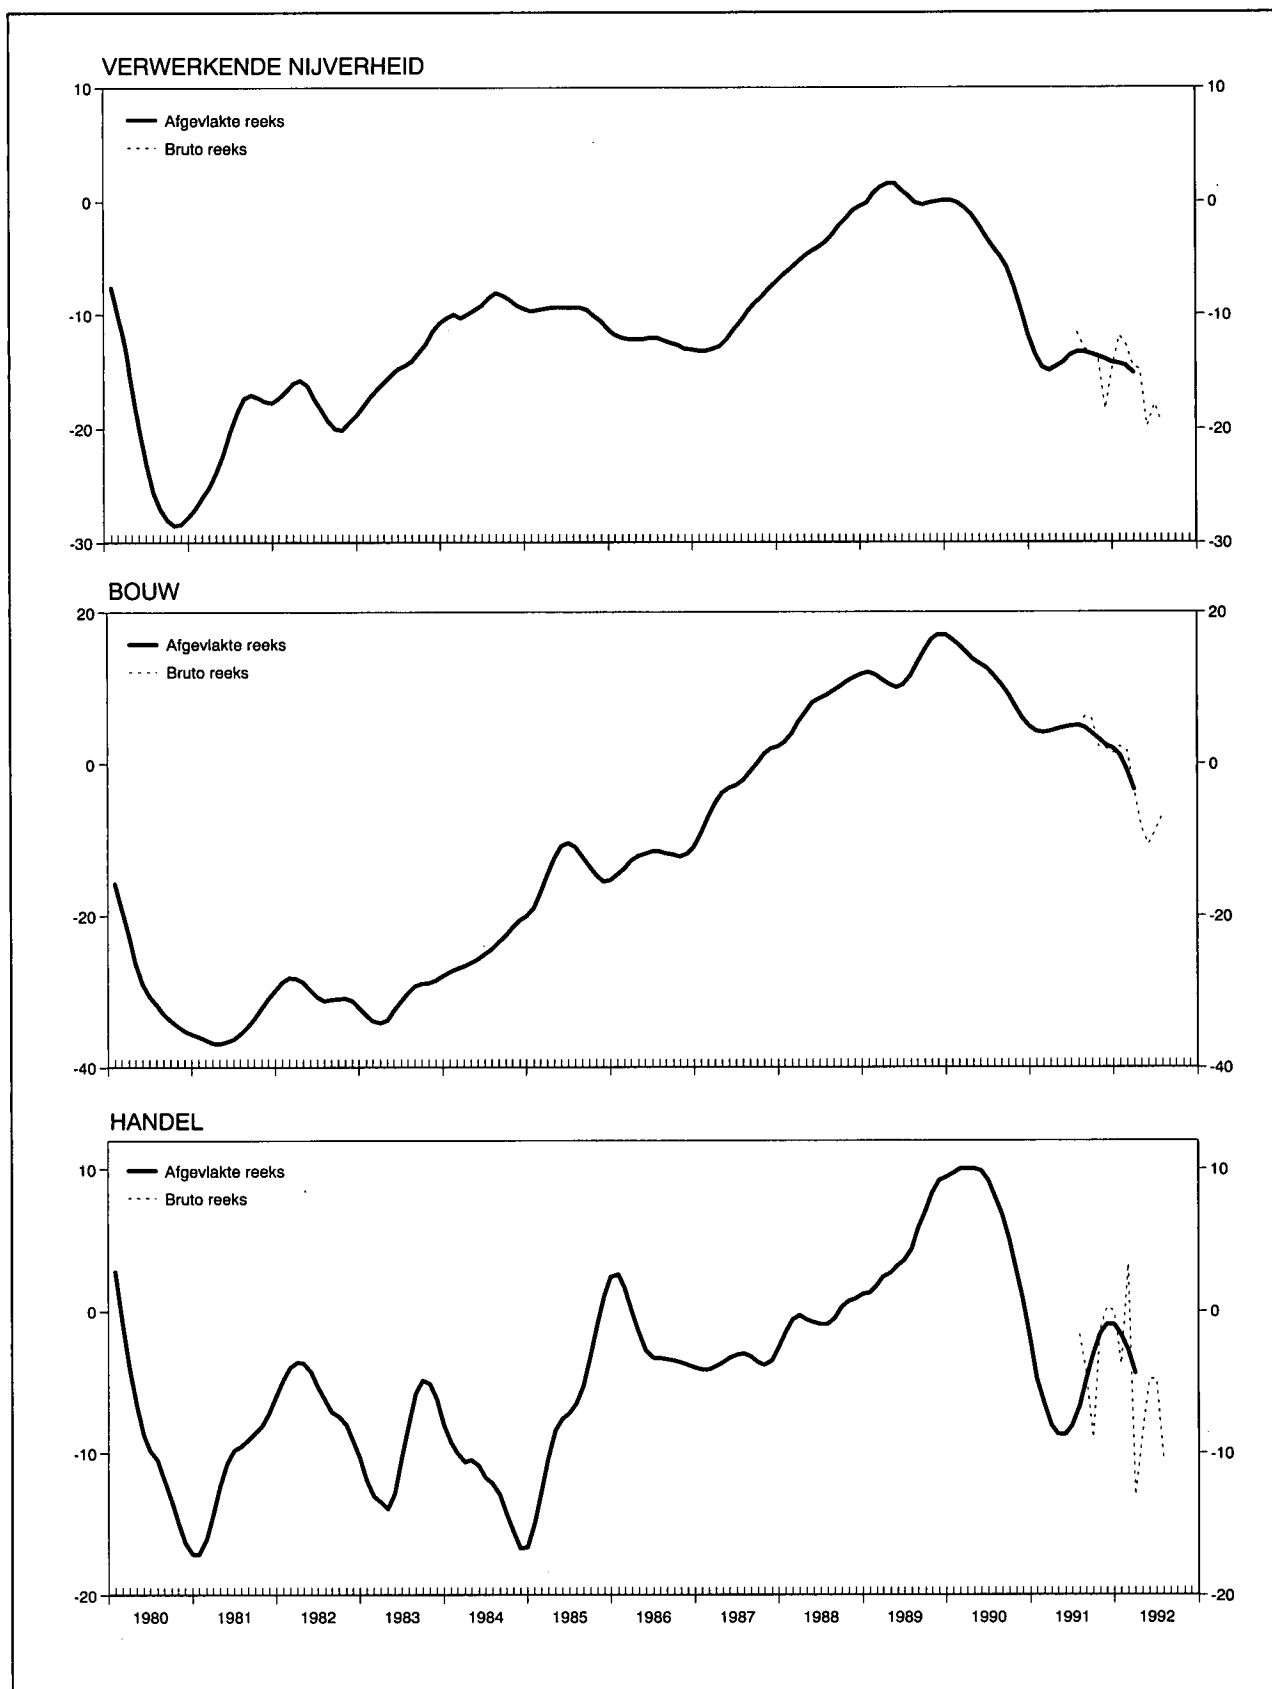 VERWERKENDE NIJVERHEID
10
10
Afgevlakte reeks
Bruto reeks
0
0
-10
-10
-20
-20
-30
-30
BOUW
20
20
Afgevlakte reeks
Bruto reeks
0
0
-20
-20
-40
-40
HANDEL
10
10
Afgevlakte reeks
Bruto reeks
0
0
-10
-10
-20
-20
1980 1981 1982 1983 1984 1985 1986 1987 1988 1989 1990 1991 1992